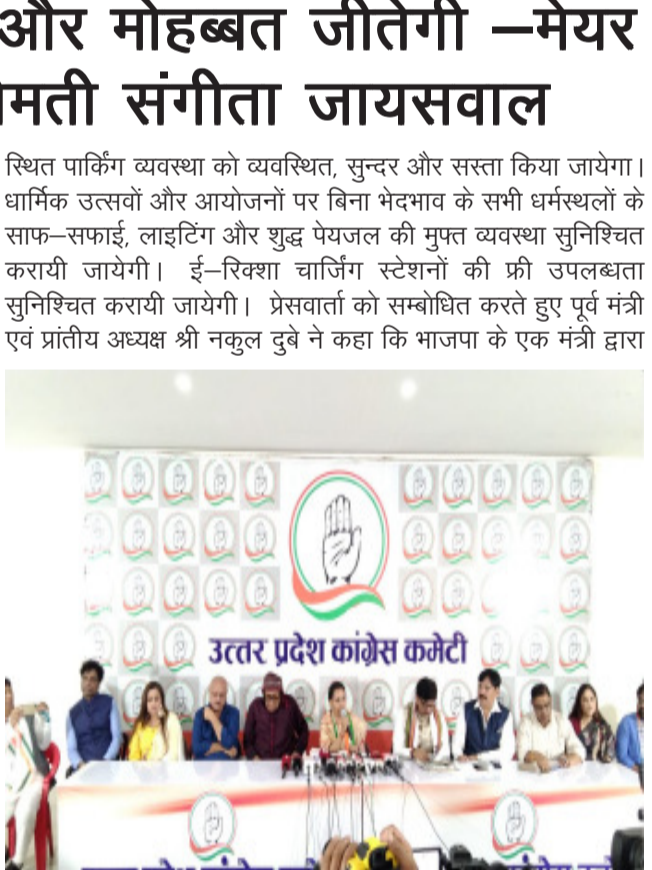 और मोहब्बत जीतेगी –मेयर
संगीता जायसवाल
स्थित पार्किंग व्यवस्था को व्यवस्थित, सुन्दर और सस्ता किया जायेगा।
धार्मिक उत्सवों और आयोजनों पर बिना भेदभाव के सभी धर्मस्थलों के
साफ–सफाई, लाइटिंग और शुद्ध पेयजल की मुफ्त व्यवस्था सुनिश्चित
करायी जायेगी। ई–रिक्शा चार्जिंग स्टेशनों की फ्री उपलब्धता
सुनिश्चित करायी जायेगी। प्रेसवार्ता को सम्बोधित करते हुए पूर्व मंत्री
एवं प्रांतीय अध्यक्ष श्री नकुल दुबे ने कहा कि भाजपा के एक मंत्री द्वारा
उत्तर प्रदेश कांग्रेस कमेटी